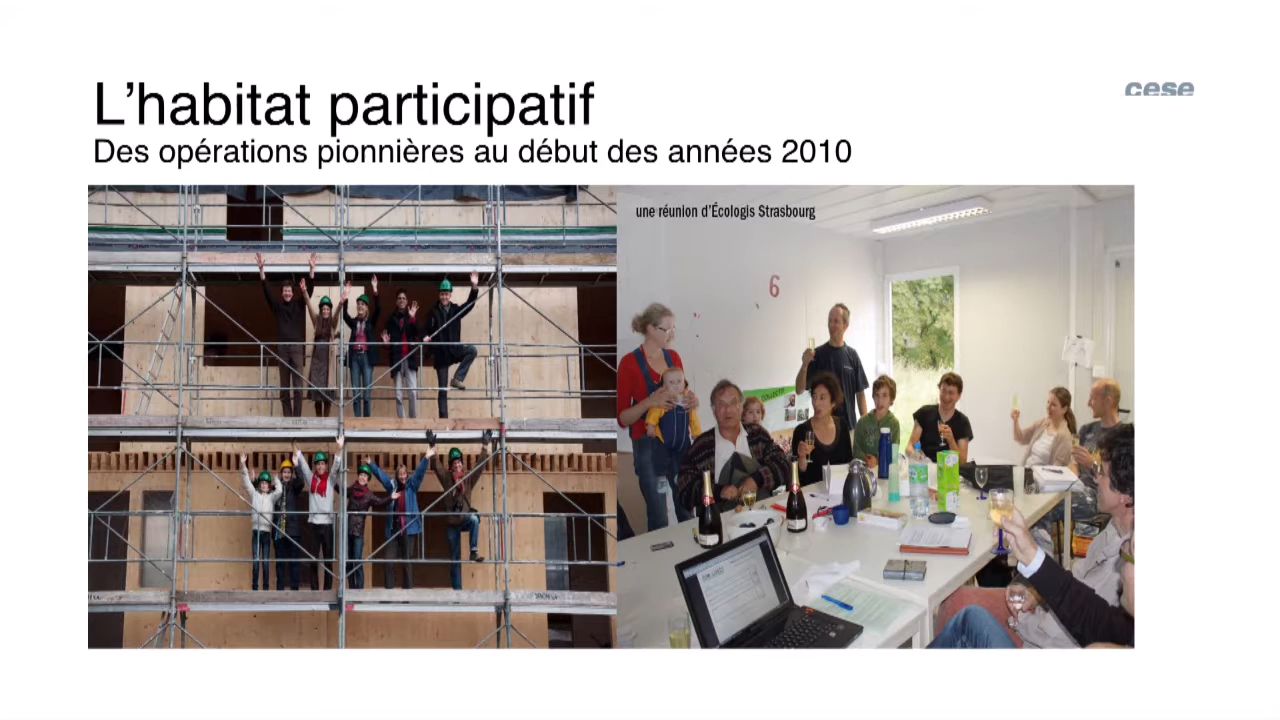 L'habitat participatif
cese
Des opérations pionnières au début des années 2010
une réunion d'Écologis Strasbourg
6